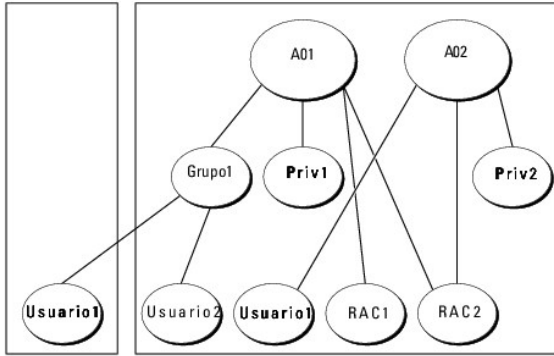 A01
A02
Grupo1
Priv1
Priv2
Usuario1
Usuario2
Usuario1
RAC1
RAC2